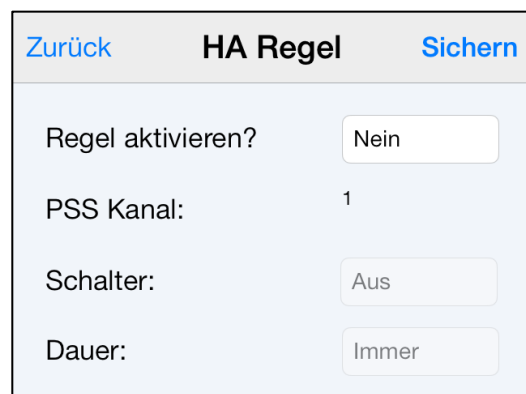 Zurück HA Regel Sichern
Regel aktivieren? Nein
PSS Kanal: 1
Schalter: Aus
Dauer: Immer